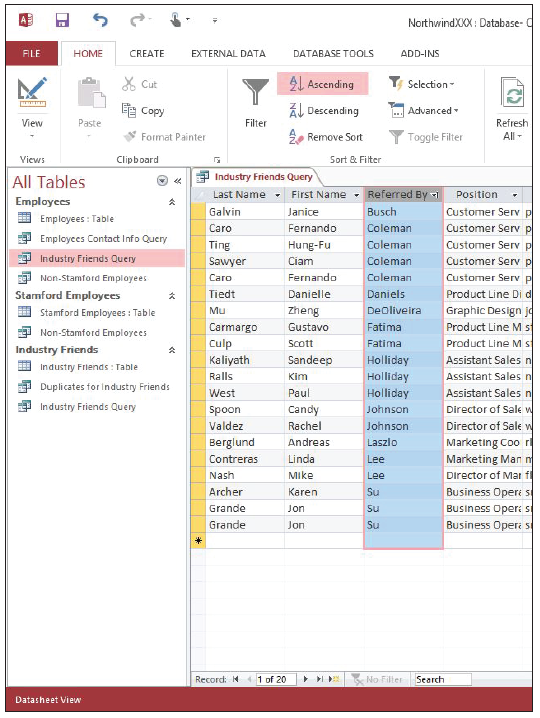 NorthwindXXX : Database- C
FILE HOME CREATE EXTERNAL DATA DATABASE TOOLS ADD-INS
View
Paste
Cut
Copy
Format Painter
Filter
Ascending
Descending
Remove Sort
Selection
Advanced
Toggle Filter
Refresh
All
Views Clipboard Sort & Filter
All Tables
Employees
Employees : Table
Employees Contact Info Query
Industry Friends Query
Non-Stamford Employees
Stamford Employees
Stamford Employees : Table
Non-Stamford Employees
Industry Friends
Industry Friends : Table
Duplicates for Industry Friends
Industry Friends Query
Industry Friends Query
Last Name First Name Referred By Position
Galvin Janice Busch Customer Serv p
Caro Fernando Coleman Customer Serv p
Ting Hung-Fu Coleman Customer Serv p
Sawyer Ciam Coleman Customer Serv p
Caro Fernando Coleman Customer Serv p
Tiedt Danielle Daniels Product Line Di d
Mu Zheng DeOliveira Graphic Design jo
Carmargo Gustavo Fatima Product Line M st
Culp Scott Fatima Product Line M st
Kaliyath Sandeep Holliday Assistant Sales n
Ralls Kim Holliday Assistant Sales n
West Paul Holliday Assistant Sales n
Spoon Candy Johnson Director of Sale w
Valdez Rachel Johnson Director of Sale w
Berglund Andreas Laszlo Marketing Coo rl
Contreras Linda Lee Marketing Man m
Nash Mike Lee Director of Mar fl
Archer Karen Su Business Opera si
Grande Jon Su Business Opera si
Grande Jon Su Business Opera si
Record: 1 of 20 No Filter Search
Datasheet View